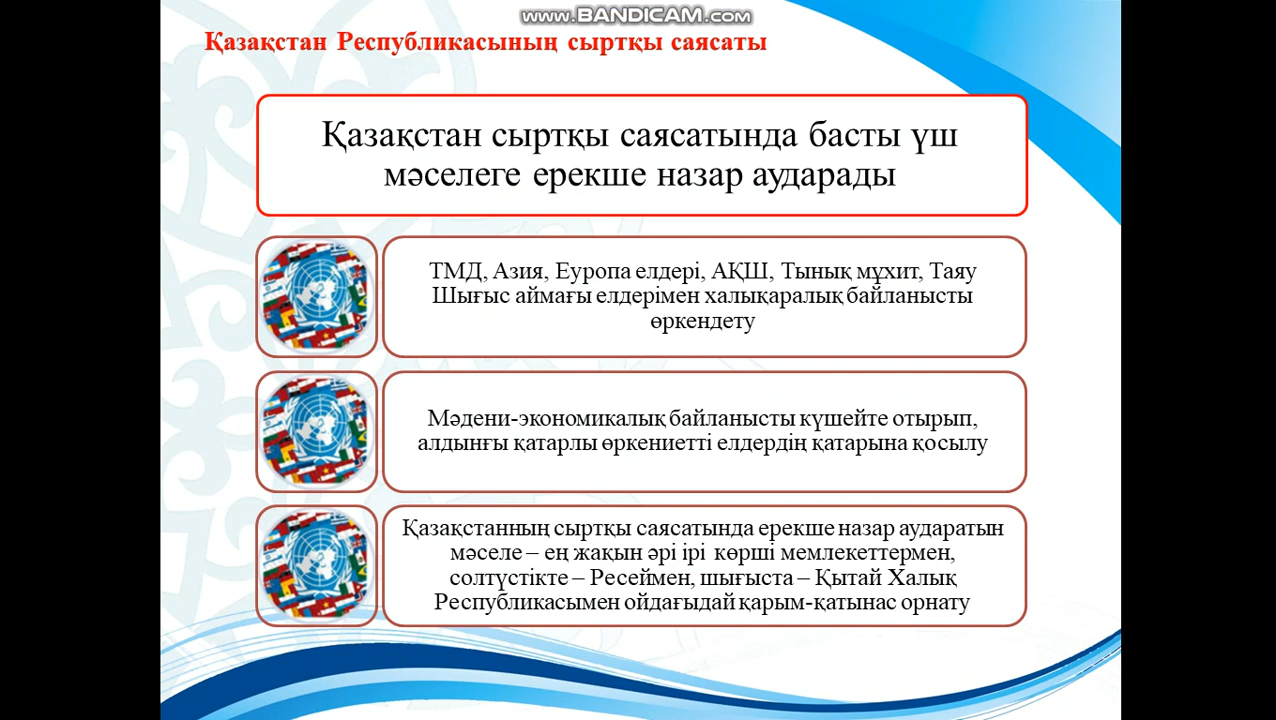 www.BANDICAM.com
Қазақстан Республикасының сыртқы саясаты
Қазақстан сыртқы саясатында басты үш
мәселеге ерекше назар аударады
ТМД, Азия, Еуропа елдері, АҚШ, Тынық мұхит, Таяу
Шығыс аймағы елдерімен халықаралық байланысты
өркендету
Мәдени-экономикалық байланысты күшейте отырып,
алдынғы қатарлы өркениетті елдердің қатарына қосылу
Қазақстанның сыртқы саясатында ерекше назар аударатын
мәселе – ең жақын әрі ірі көрші мемлекеттермен,
солтүстікте – Ресеймен, шығыста – Қытай Халық
Республикасымен ойдағыдай қарым-қатынас орнату